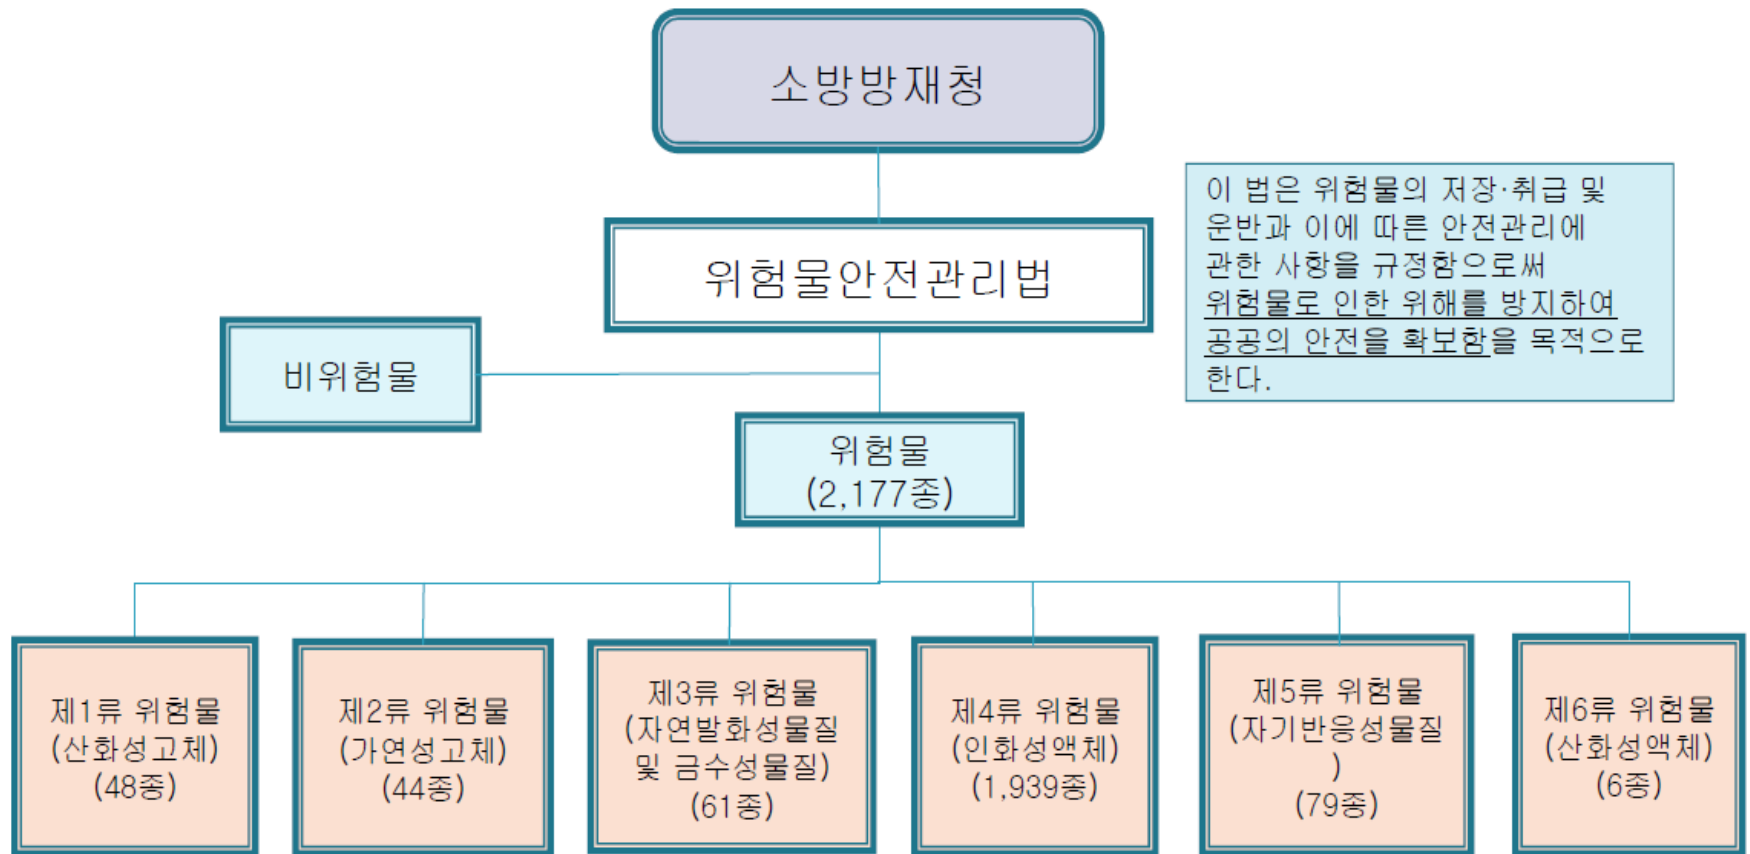 소방방재청
이 법은 위험물의 저장·취급 및
운반과 이에 따른 안전관리에
관한 사항을 규정함으로써
위험물로 인한 위해를 방지하여
공공의 안전을 확보함을 목적으로
한다.
위험물안전관리법
비위험물
위험물
(2,177종)
제1류 위험물
(산화성고체)
(48종)
제2류 위험물
(가연성고체)
(44종)
제3류 위험물
(자연발화성물질
및 금수성물질)
(61종)
제4류 위험물
(인화성액체)
(1,939종)
제5류 위험물
(자기반응성물질
)
(79종)
제6류 위험물
(산화성액체)
(6종)